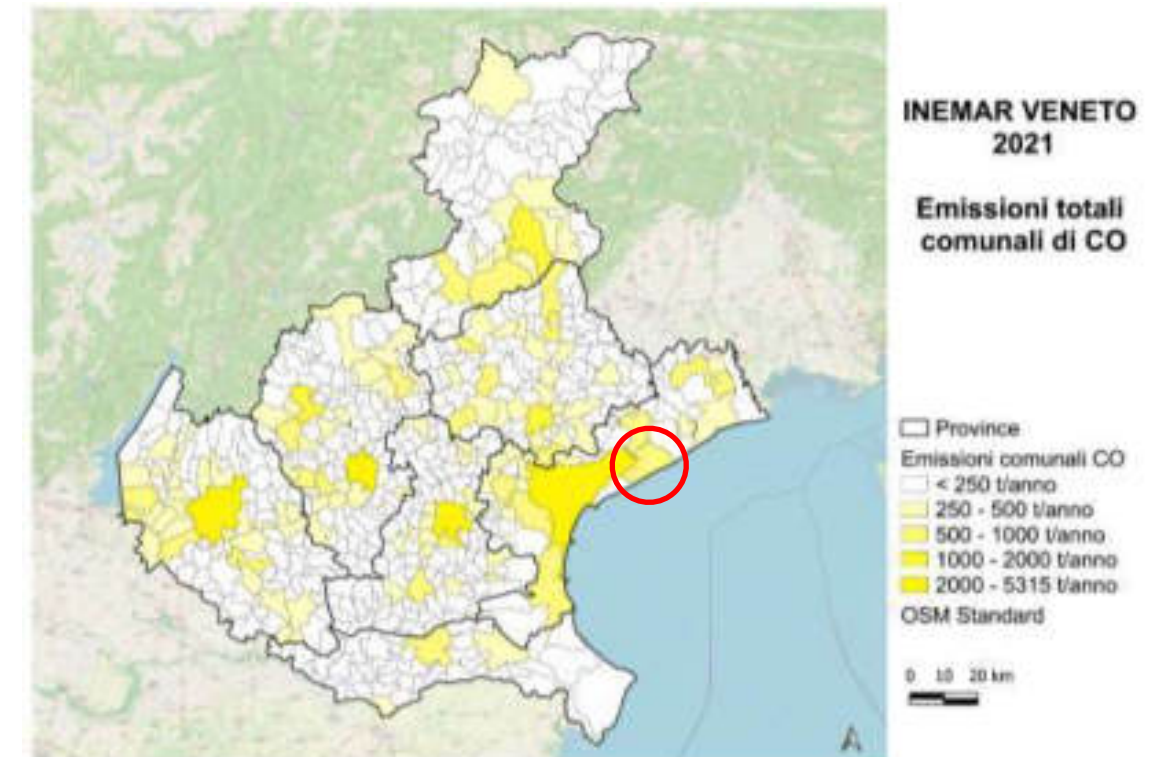 INEMAR VENETO
2021
Emissioni totali
comunali di CO
Province
Emissioni comunali CO
< 250 t/anno
250 - 500 t/anno
500 - 1000 t/anno
1000 - 2000 t/anno
2000 - 5315 t/anno
OSM Standard
0 10 20 km